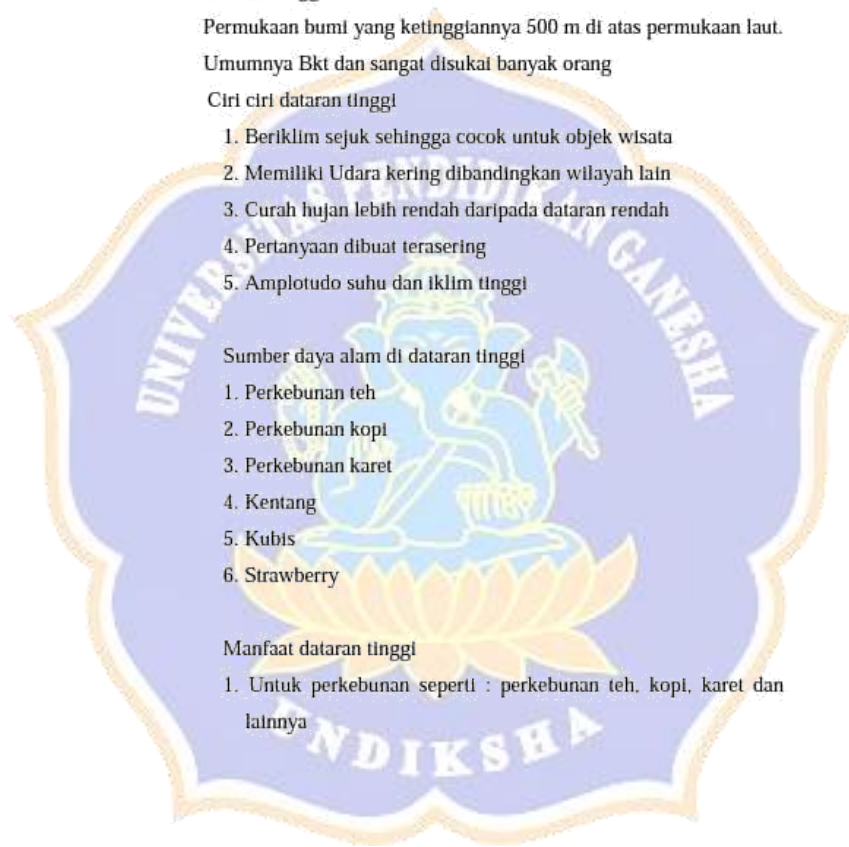 Permukaan bumi yang ketinggiannya 500 m di atas permukaan laut.
Umumnya Bkt dan sangat disukai banyak orang
Ciri ciri dataran tinggi
1. Beriklim sejuk sehingga cocok untuk objek wisata
2. Memiliki Udara kering dibandingkan wilayah lain
3. Curah hujan lebih rendah daripada dataran rendah
4. Pertanyaan dibuat terasering
5. Amplotudo suhu dan iklim tinggi
Sumber daya alam di dataran tinggi
1. Perkebunan teh
2. Perkebunan kopi
3. Perkebunan karet
4. Kentang
5. Kubis
6. Strawberry
Manfaat dataran tinggi
1. Untuk perkebunan seperti : perkebunan teh, kopi, karet dan
lainnya
UNIVERSITAS PENDIDIKAN GANESHA
UNDIKSHA